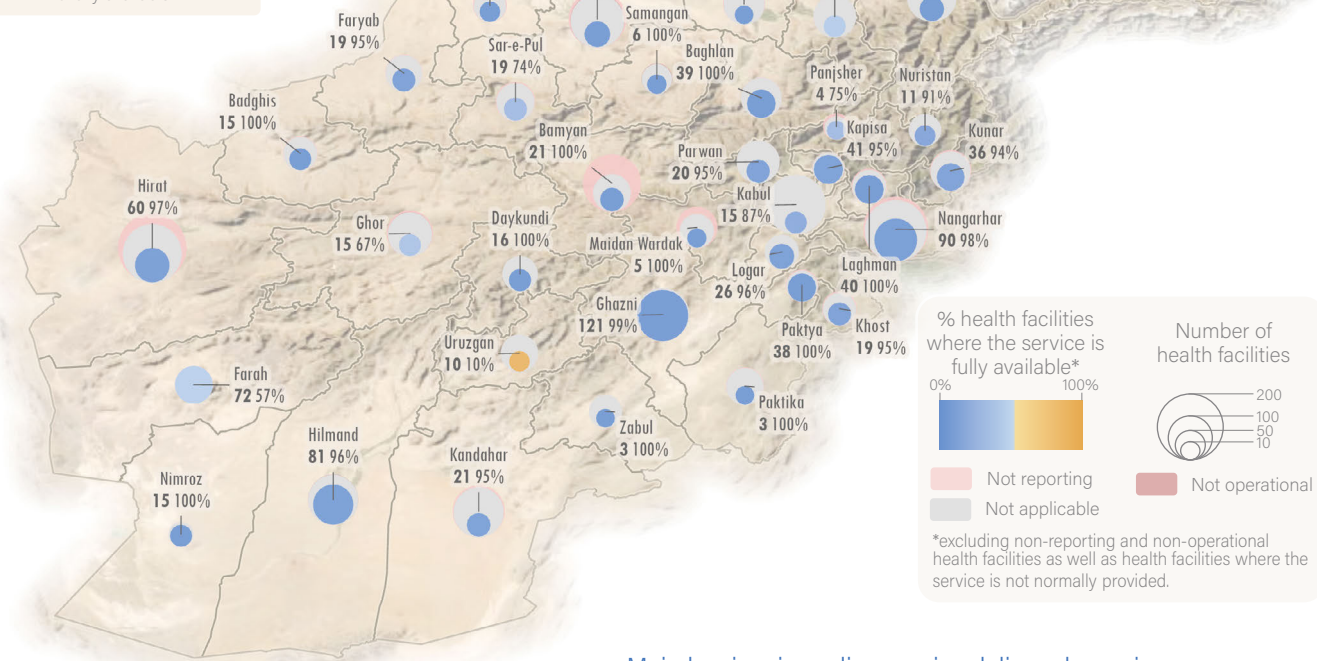 Faryab
19 95%
Samangan
6 100%
Sar-e-Pul
19 74%
Baghlan
39 100%
Panjsher
4 75%
Nuristan
11 91%
Badghis
15 100%
Bamyan
21 100%
Kapisa
41 95%
Kunar
36 94%
Parwan
20 95%
Hirat
60 97%
Kabul
15 87%
Ghor
15 67%
Daykundi
16 100%
Maidan Wardak
5 100%
Nangarhar
90 98%
Logar
26 96%
Laghman
40 100%
Ghazni
121 99%
Paktya
38 100%
Khost
19 95%
Uruzgan
10 10%
Farah
72 57%
Paktika
3 100%
Zabul
3 100%
Hilmand
81 96%
Kandahar
21 95%
Nimroz
15 100%
% health facilities
where the service is
fully available*
0% 100%
Number of
health facilities
200
100
50
10
Not reporting
Not operational
Not applicable
*excluding non-reporting and non-operational
health facilities as well as health facilities where the
service is not normally provided.